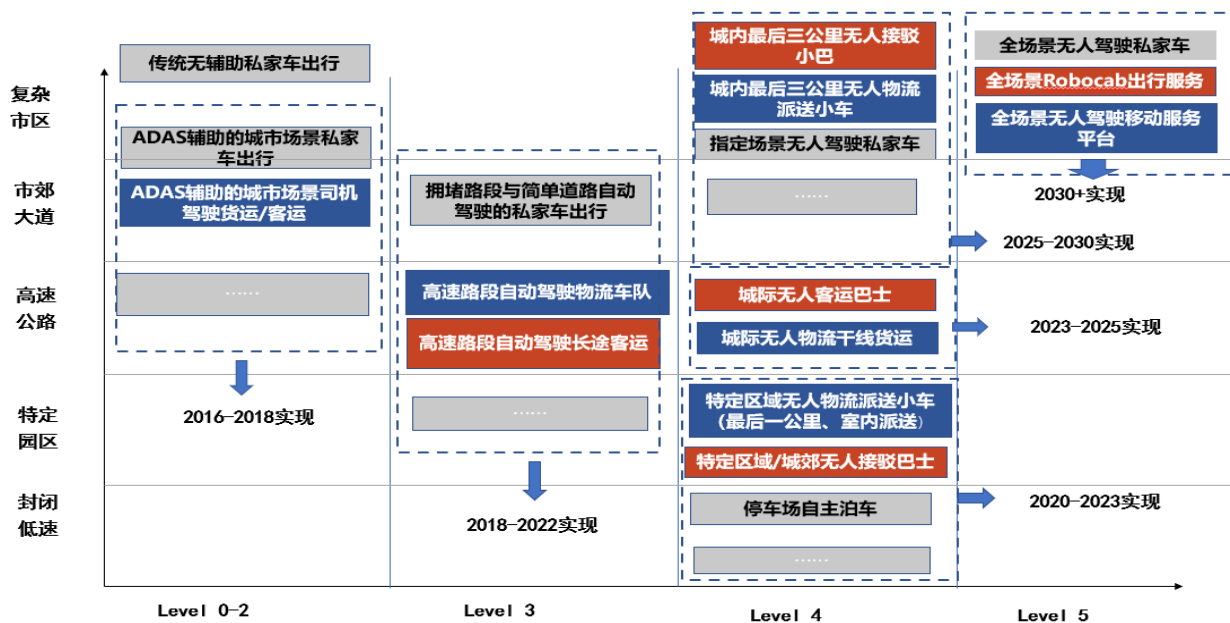 复杂
市区
市郊
大道
高速
公路
特定
园区
封闭
低速
传统无辅助私家车出行
ADAS辅助的城市场景私家
车出行
ADAS辅助的城市场景司机
驾驶货运/客运
……
2016-2018实现
拥堵路段与简单道路自动
驾驶的私家车出行
高速路段自动驾驶物流车队
高速路段自动驾驶长途客运
……
2018-2022实现
城内最后三公里无人接驳
小巴
城内最后三公里无人物流
派送小车
指定场景无人驾驶私家车
……
2025-2030实现
城际无人客运巴士
城际无人物流干线货运
2023-2025实现
特定区域无人物流派送小车
(最后一公里、室内派送)
特定区域/城郊无人接驳巴士
停车场自主泊车
……
2020-2023实现
全场景无人驾驶私家车
全场景Robocab出行服务
全场景无人驾驶移动服务
平台
2030+实现
Level 0-2
Level 3
Level 4
Level 5